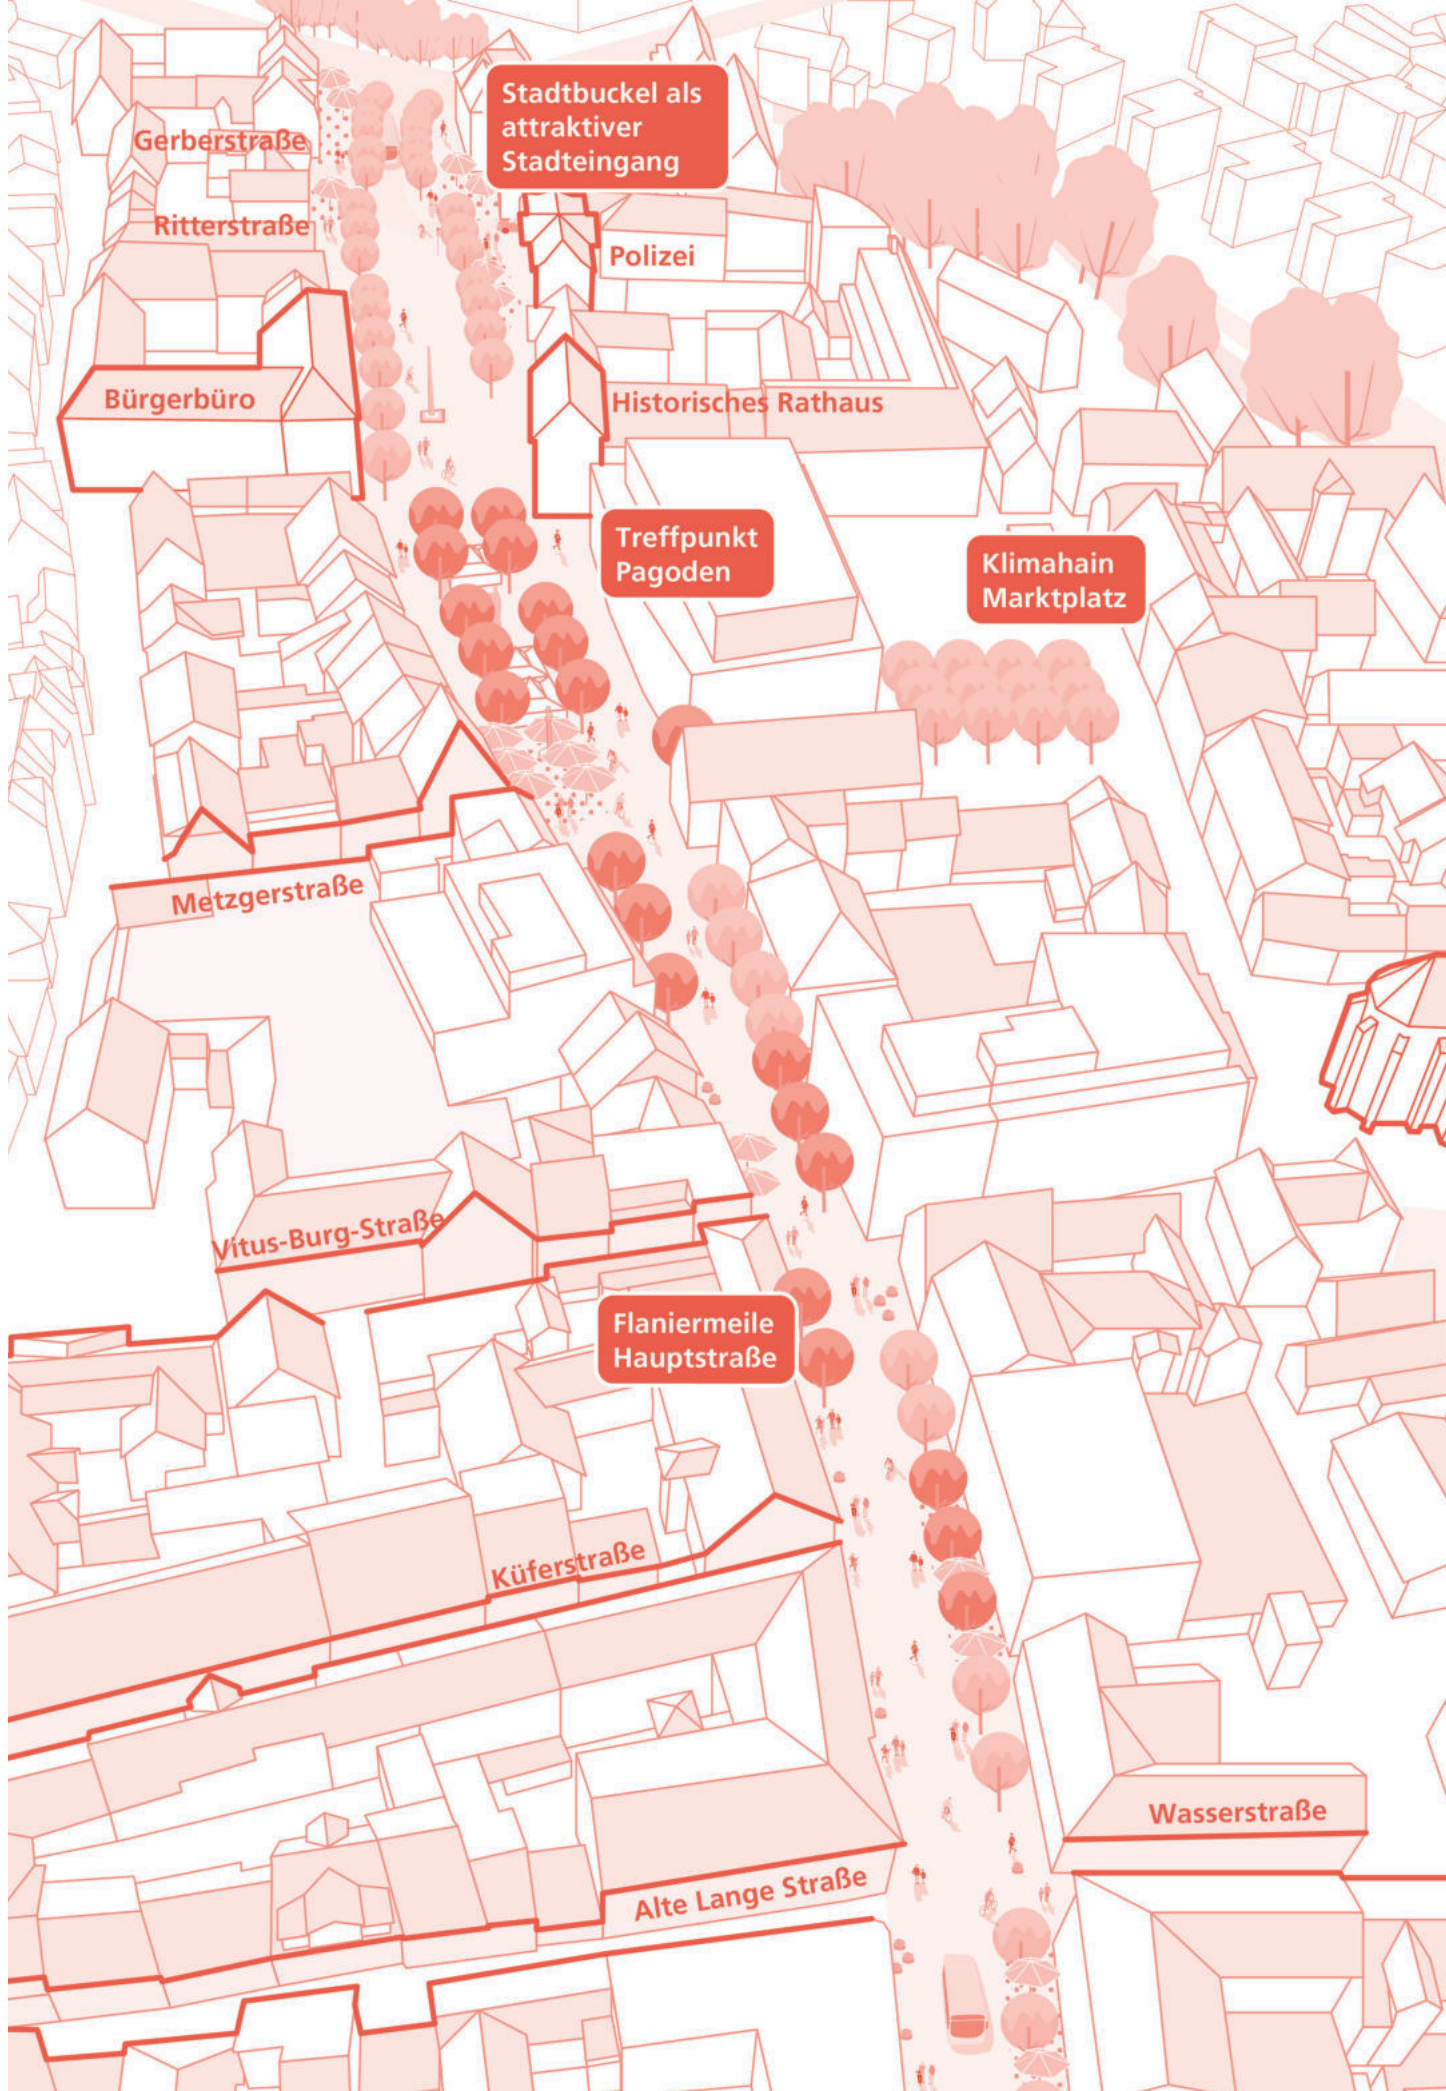 Stadtbuckel als
attraktiver
Stadteingang
Gerberstraße
Ritterstraße
Polizei
Bürgerbüro
Historisches Rathaus
Treffpunkt
Pagoden
Klimahain
Marktplatz
Metzgerstraße
Vitus-Burg-Straße
Flaniermeile
Hauptstraße
Küferstraße
Wasserstraße
Alte Lange Straße